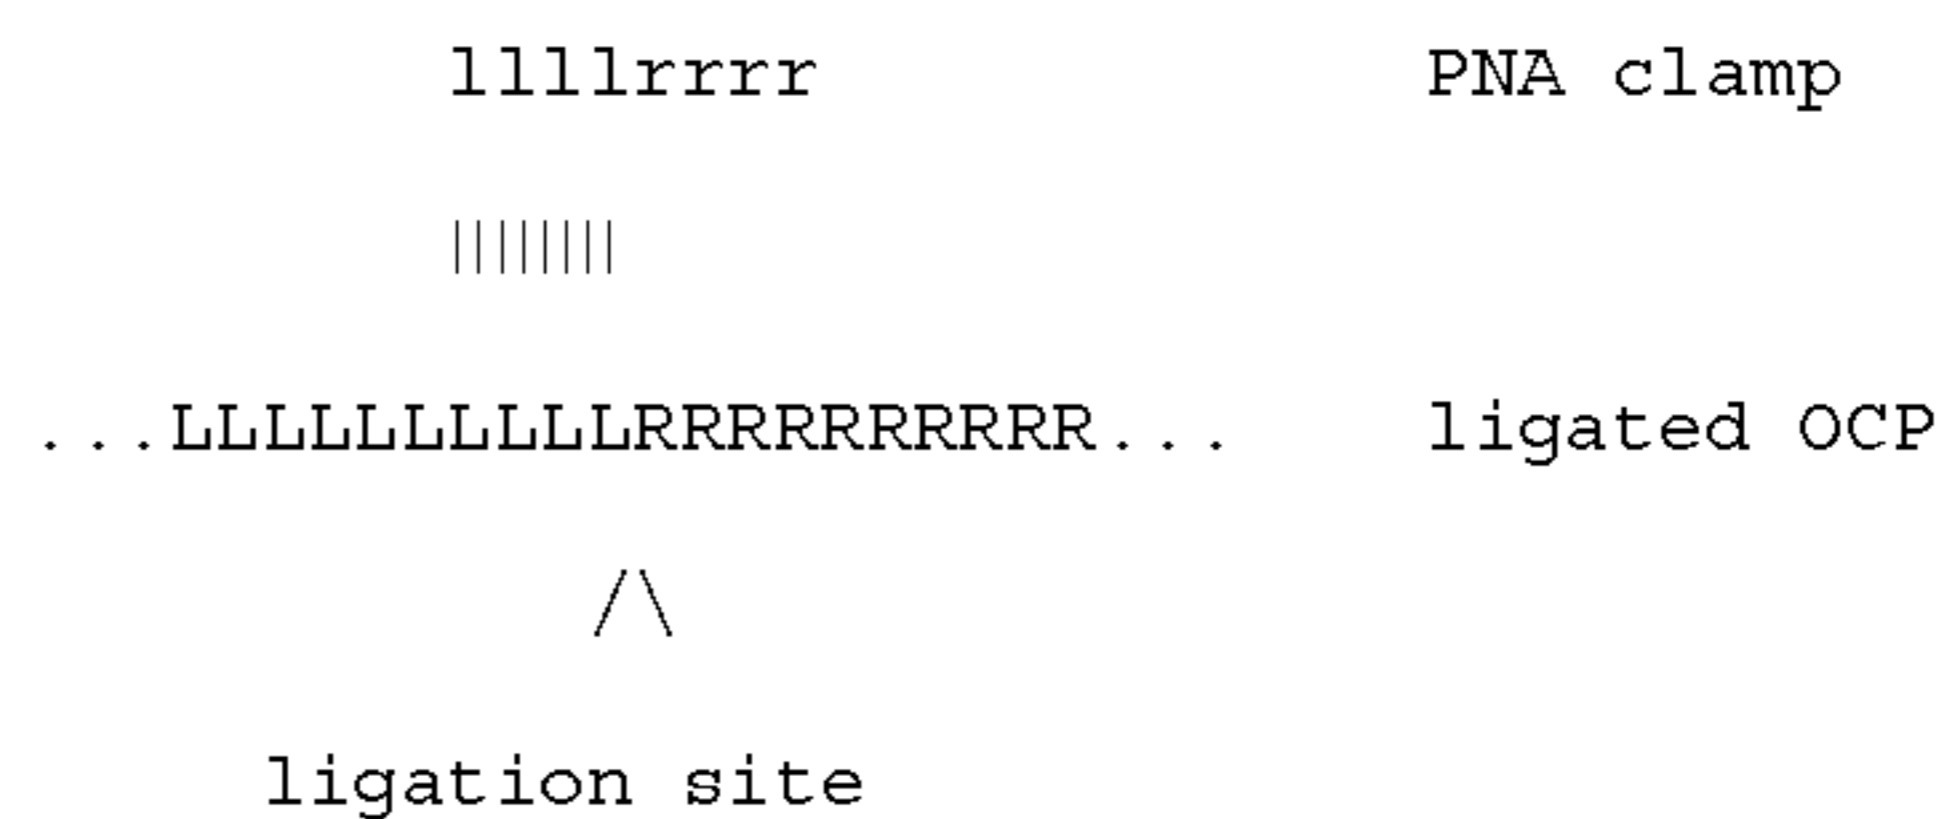 llllrrrr PNA clamp
||||||||
...LLLLLLLLLLRRRRRRRRRR... ligated OCP
/\
ligation site